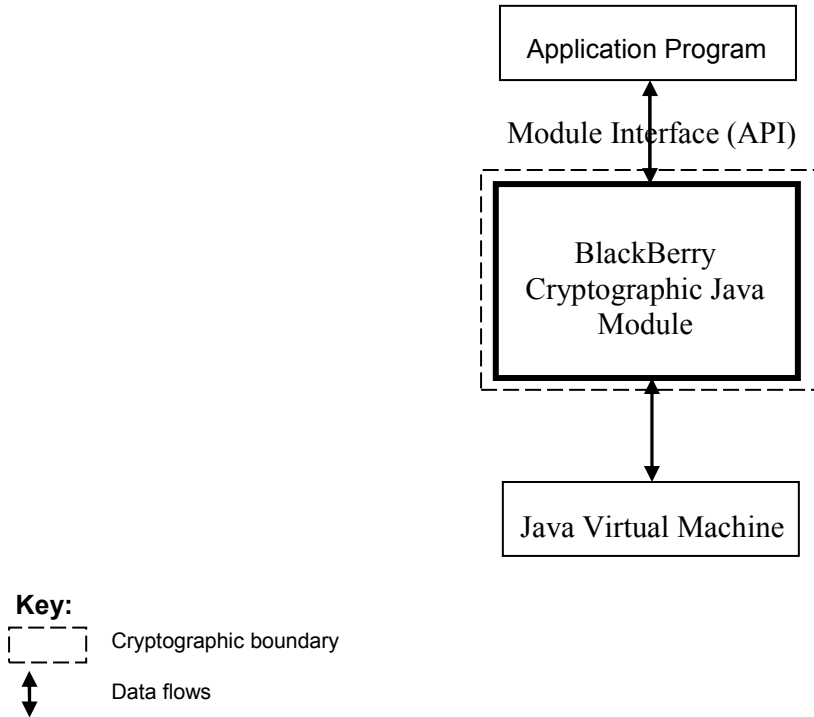 Application Program
Module Interface (API)
BlackBerry
Cryptographic Java
Module
Java Virtual Machine
Key:
Cryptographic boundary
Data flows